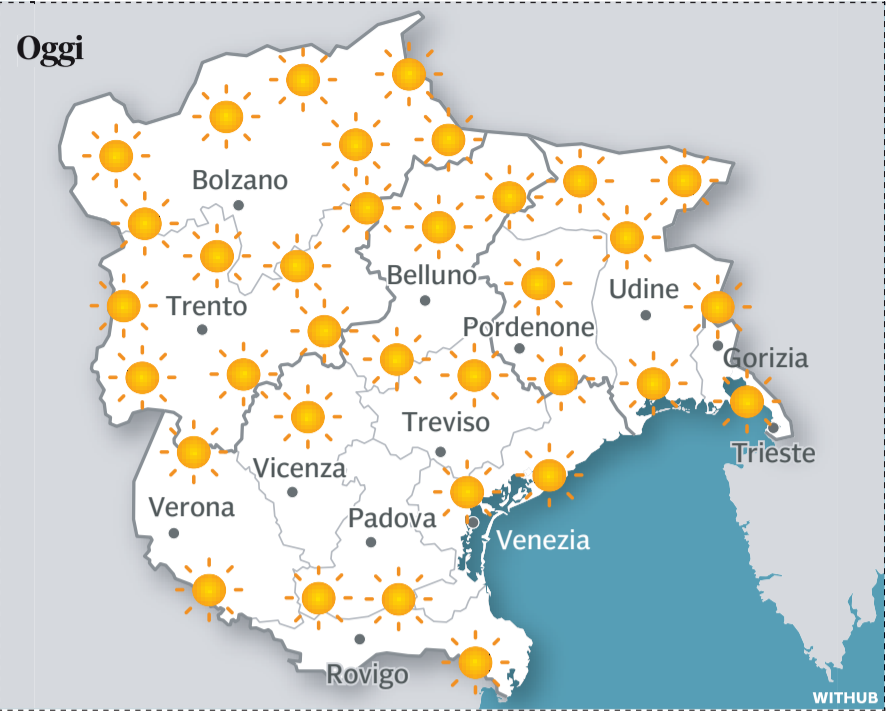 Oggi
Bolzano
Belluno
Trento
Udine
Pordenone
Gorizia
Treviso
Trieste
Vicenza
Verona
Padova
Venezia
Rovigo
WITHUB